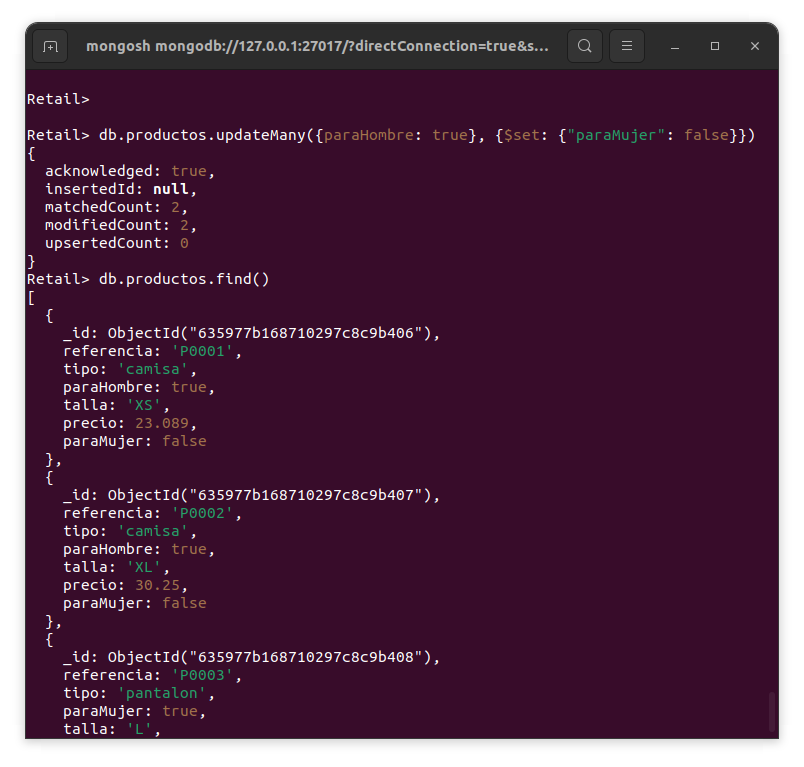 mongosh mongodb://127.0.0.1:27017/?directConnection=true&s...
Retail>
Retail> db.productos.updateMany({paraHombre: true}, {$set: {"paraMujer": false}})
{
  acknowledged: true,
  insertedId: null,
  matchedCount: 2,
  modifiedCount: 2,
  upsertedCount: 0
}
Retail> db.productos.find()
[
  {
    _id: ObjectId("635977b168710297c8c9b406"),
    referencia: 'P0001',
    tipo: 'camisa',
    paraHombre: true,
    talla: 'XS',
    precio: 23.089,
    paraMujer: false
  },
  {
    _id: ObjectId("635977b168710297c8c9b407"),
    referencia: 'P0002',
    tipo: 'camisa',
    paraHombre: true,
    talla: 'XL',
    precio: 30.25,
    paraMujer: false
  },
  {
    _id: ObjectId("635977b168710297c8c9b408"),
    referencia: 'P0003',
    tipo: 'pantalon',
    paraMujer: true,
    talla: 'L',